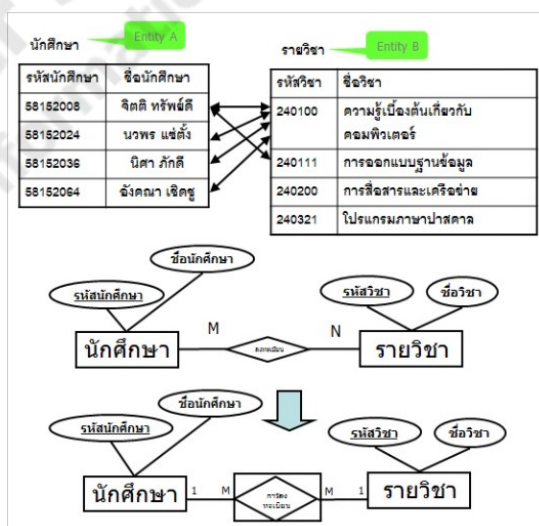 นักศึกษา
Entity A
รายวิชา
Entity B
รหัสนักศึกษา ชื่อนักศึกษา
58152008 จิตติ ทรัพย์ดี
58152024 นวพร แซ่ตั้ง
58152036 นิศา ภักดี
58152064 อังคณา เชิดชู
รหัสวิชา ชื่อวิชา
240100 ความรู้เบื้องต้นเกี่ยวกับ
คอมพิวเตอร์
240111 การออกแบบฐานข้อมูล
240200 การสื่อสารและเครือข่าย
240321 โปรแกรมภาษาปาสคาล
ชื่อนักศึกษา
รหัสนักศึกษา
รหัสวิชา ชื่อวิชา
นักศึกษา M ลงทะเบียน N รายวิชา
ชื่อนักศึกษา
รหัสนักศึกษา
รหัสวิชา ชื่อวิชา
นักศึกษา 1 M การลง
ทะเบียน M 1 รายวิชา